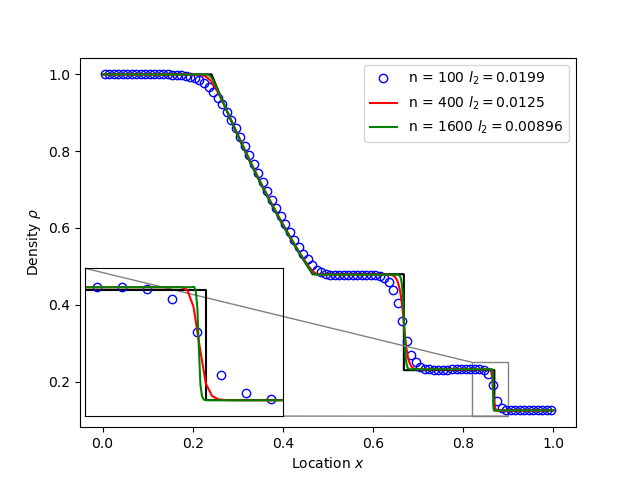 n = 100 l₂ = 0.0199
n = 400 l₂ = 0.0125
n = 1600 l₂ = 0.00896
1.0
0.8
0.6
0.4
0.2
Density ρ
0.0 0.2 0.4 0.6 0.8 1.0
Location x